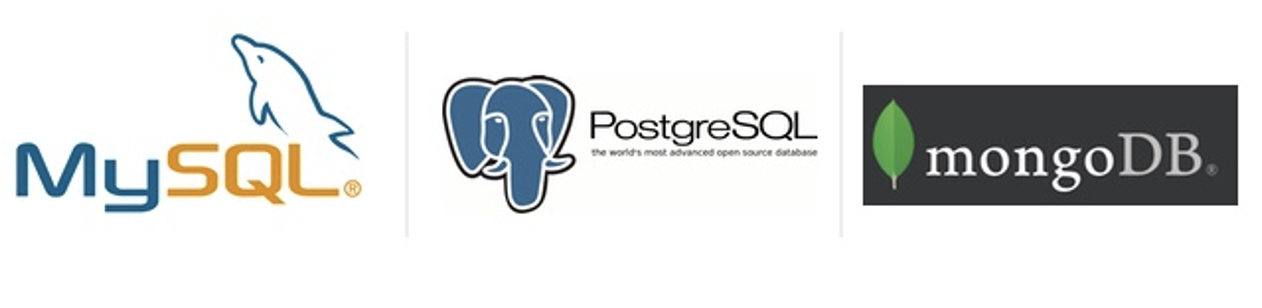 MySQL®
PostgreSQL
the world's most advanced open source database
mongoDB®